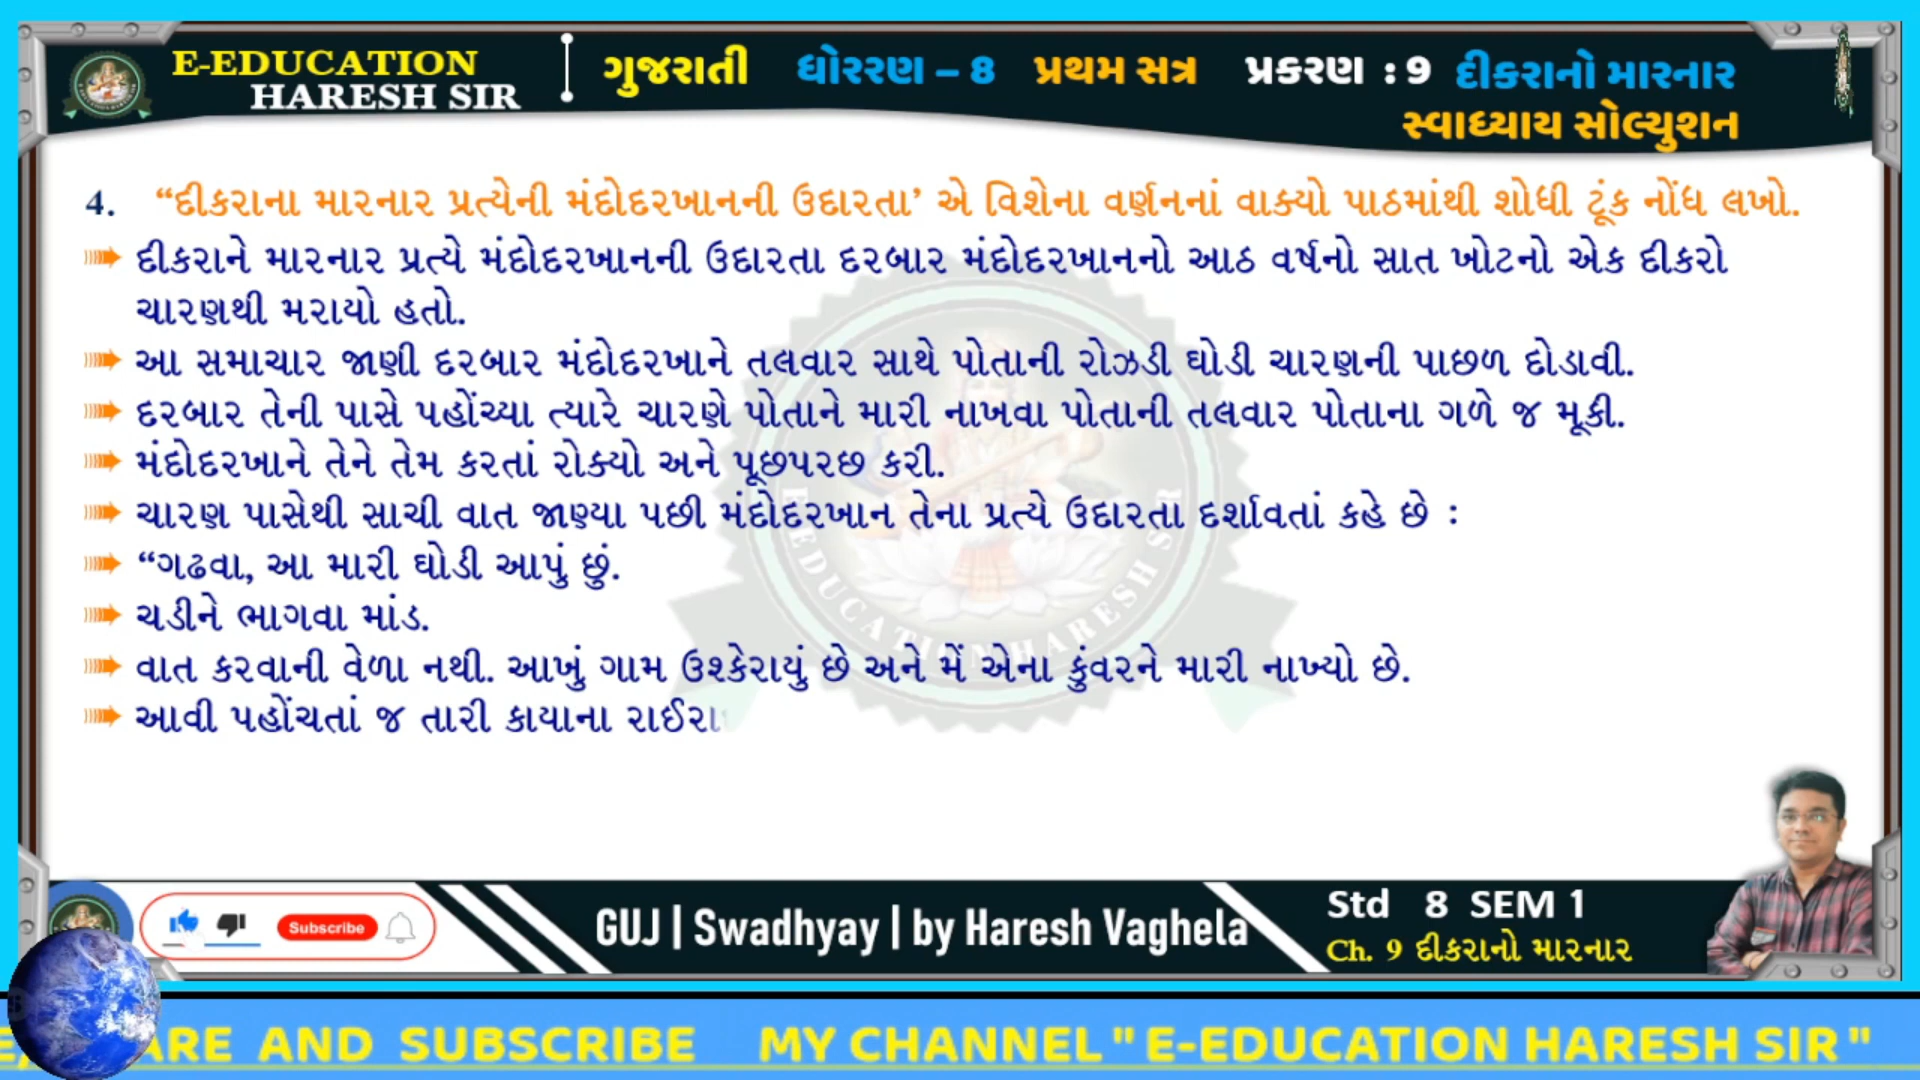 E-EDUCATION
HARESH SIR
ગુજરાતી ધોરરણ – 8 પ્રથમ સત્ર પ્રકરણ : 9 દીકરાનો મારનાર
સ્વાધ્યાય સોલ્યુશન
4. “દીકરાના મારનાર પ્રત્યેની મંદોદરખાનની ઉદારતા’ એ વિશેના વર્ણનનાં વાક્યો પાઠમાંથી શોધી ટૂંક નોંધ લખો.
દીકરાને મારનાર પ્રત્યે મંદોદરખાનની ઉદારતા દરબાર મંદોદરખાનનો આઠ વર્ષનો સાત ખોટનો એક દીકરો
ચારણથી મરાયો હતો.
આ સમાચાર જાણી દરબાર મંદોદરખાને તલવાર સાથે પોતાની રોઝડી ઘોડી ચારણની પાછળ દોડાવી.
દરબાર તેની પાસે પહોંચ્યા ત્યારે ચારણે પોતાને મારી નાખવા પોતાની તલવાર પોતાના ગળે જ મૂકી.
મંદોદરખાને તેને તેમ કરતાં રોક્યો અને પૂછપરછ કરી.
ચારણ પાસેથી સાચી વાત જાણ્યા પછી મંદોદરખાન તેના પ્રત્યે ઉદારતા દર્શાવતાં કહે છે :
“ગઢવા, આ મારી ઘોડી આપું છું.
ચડીને ભાગવા માંડ.
વાત કરવાની વેળા નથી. આખું ગામ ઉશ્કેરાયું છે અને મેં એના કુંવરને મારી નાખ્યો છે.
આવી પહોંચતાં જ તારી કાયાના રાઈરા
EDUCATION HARESH SIR
Subscribe
GUJ | Swadhyay | by Haresh Vaghela
Std 8 SEM 1
Ch. 9 દીકરાનો મારનાર
ARE AND SUBSCRIBE MY CHANNEL " E-EDUCATION HARESH SIR "